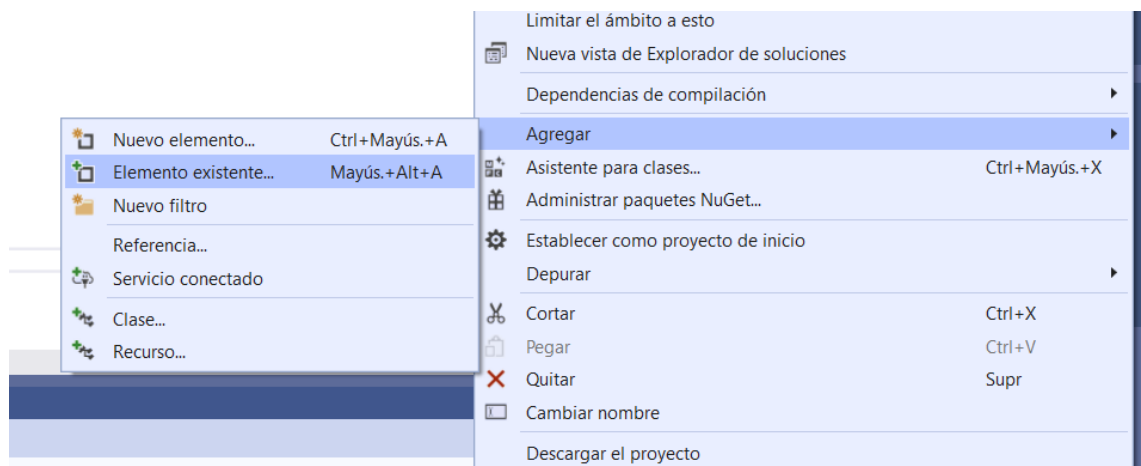 Limitar el ámbito a esto
Nueva vista de Explorador de soluciones
Dependencias de compilación
Agregar
Asistente para clases... Ctrl+Mayús.+X
Administrar paquetes NuGet...
Establecer como proyecto de inicio
Depurar
Cortar Ctrl+X
Pegar Ctrl+V
Quitar Supr
Cambiar nombre
Descargar el proyecto
Nuevo elemento... Ctrl+Mayús.+A
Elemento existente... Mayús.+Alt+A
Nuevo filtro
Referencia...
Servicio conectado
Clase...
Recurso...